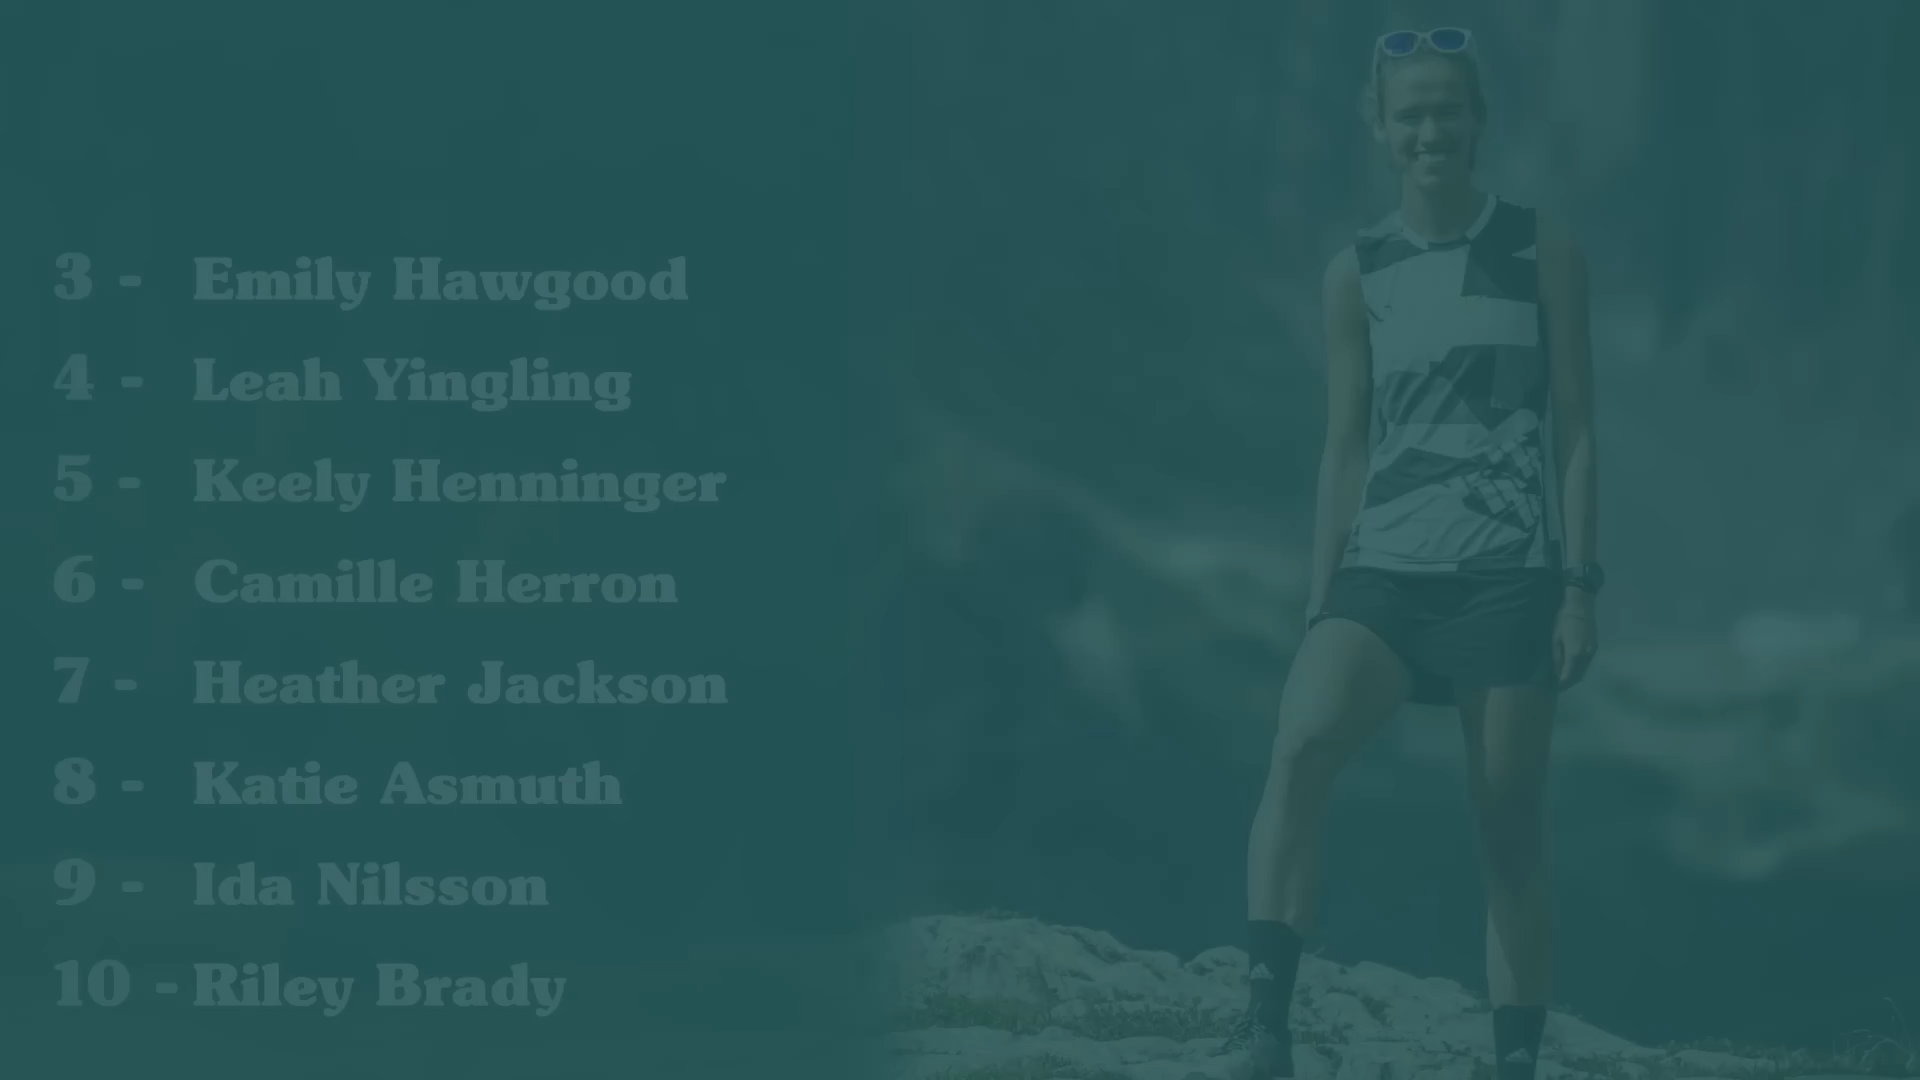 3 - Emily Hawgood
4 - Leah Yingling
5 - Keely Henninger
6 - Camille Herron
7 - Heather Jackson
8 - Katie Asmuth
9 - Ida Nilsson
10 - Riley Brady